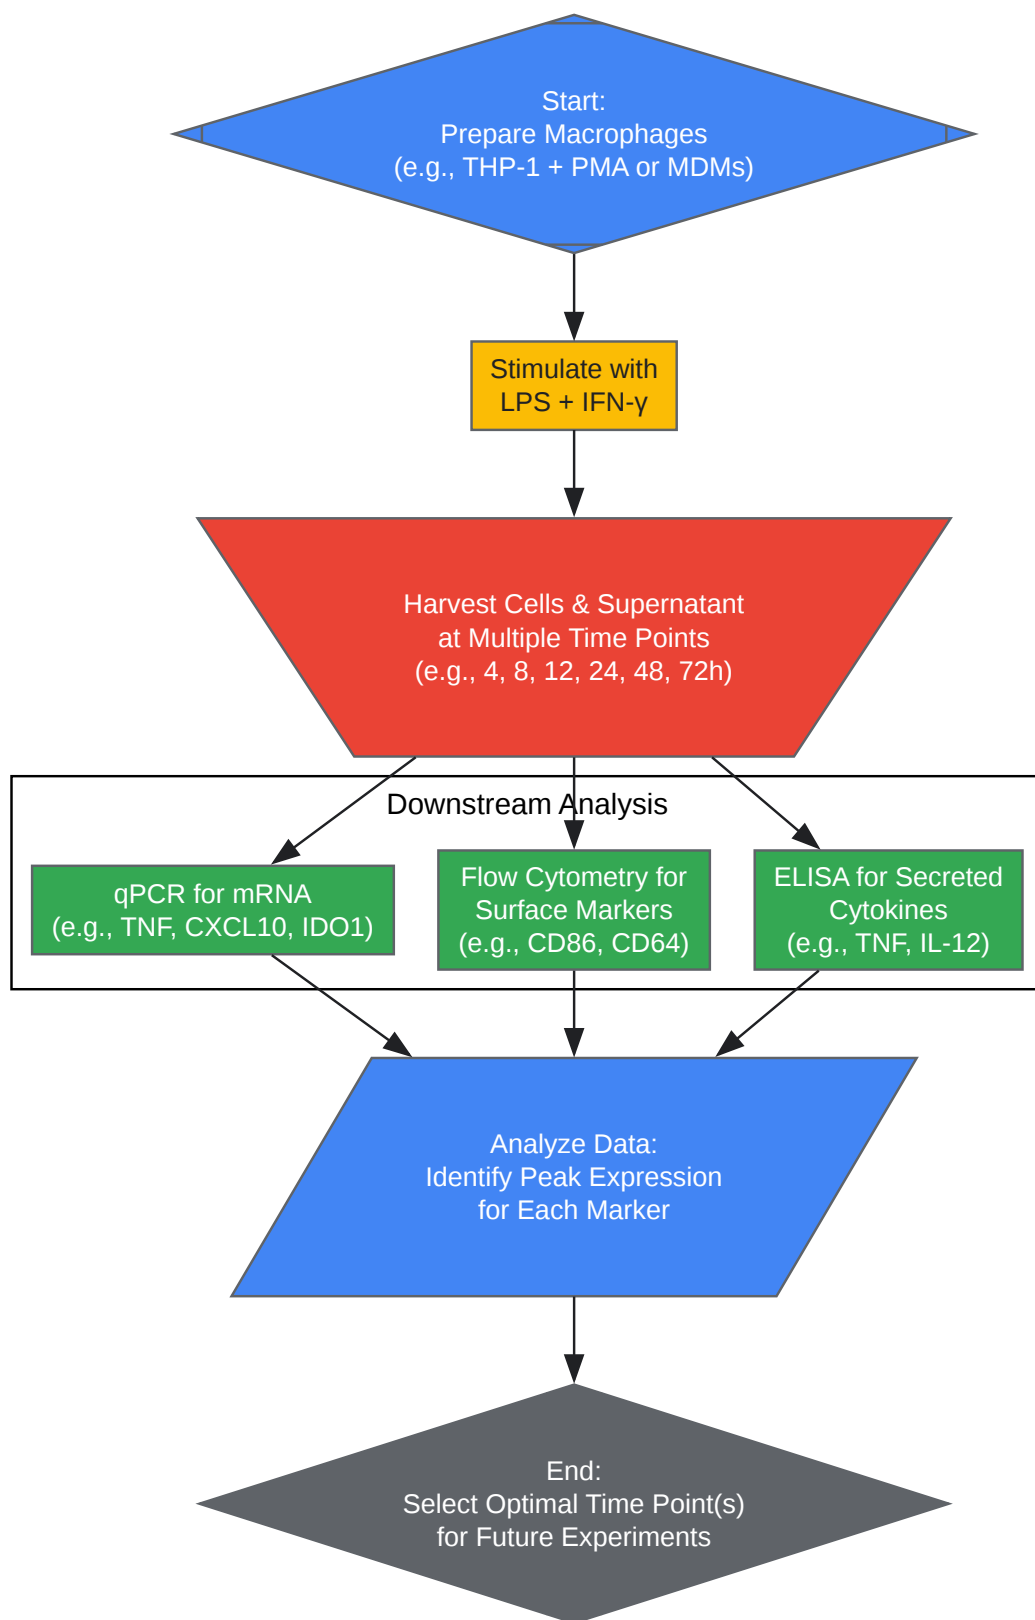 Start:
Prepare Macrophages
(e.g., THP-1 + PMA or MDMs)
Stimulate with
LPS + IFN-γ
Harvest Cells & Supernatant
at Multiple Time Points
(e.g., 4, 8, 12, 24, 48, 72h)
Downstream Analysis
qPCR for mRNA
(e.g., TNF, CXCL10, IDO1)
Flow Cytometry for
Surface Markers
(e.g., CD86, CD64)
ELISA for Secreted
Cytokines
(e.g., TNF, IL-12)
Analyze Data:
Identify Peak Expression
for Each Marker
End:
Select Optimal Time Point(s)
for Future Experiments